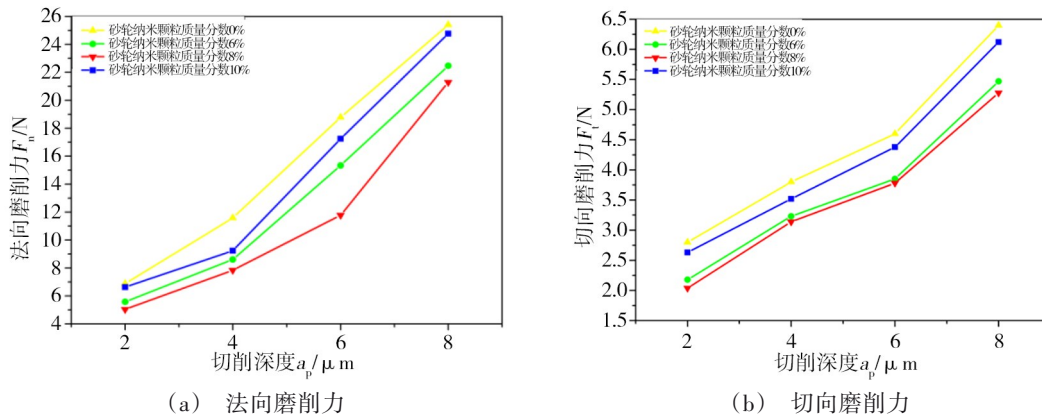 26
24
22
20
18
16
14
12
10
8
6
4
法向磨削力Fn/N
砂轮纳米颗粒质量分数0%
砂轮纳米颗粒质量分数6%
砂轮纳米颗粒质量分数8%
砂轮纳米颗粒质量分数10%
2 4 6 8
切削深度ap/μm
(a) 法向磨削力
6.5
6.0
5.5
5.0
4.5
4.0
3.5
3.0
2.5
2.0
1.5
切向磨削力Ft/N
砂轮纳米颗粒质量分数0%
砂轮纳米颗粒质量分数6%
砂轮纳米颗粒质量分数8%
砂轮纳米颗粒质量分数10%
2 4 6 8
切削深度ap/μm
(b) 切向磨削力